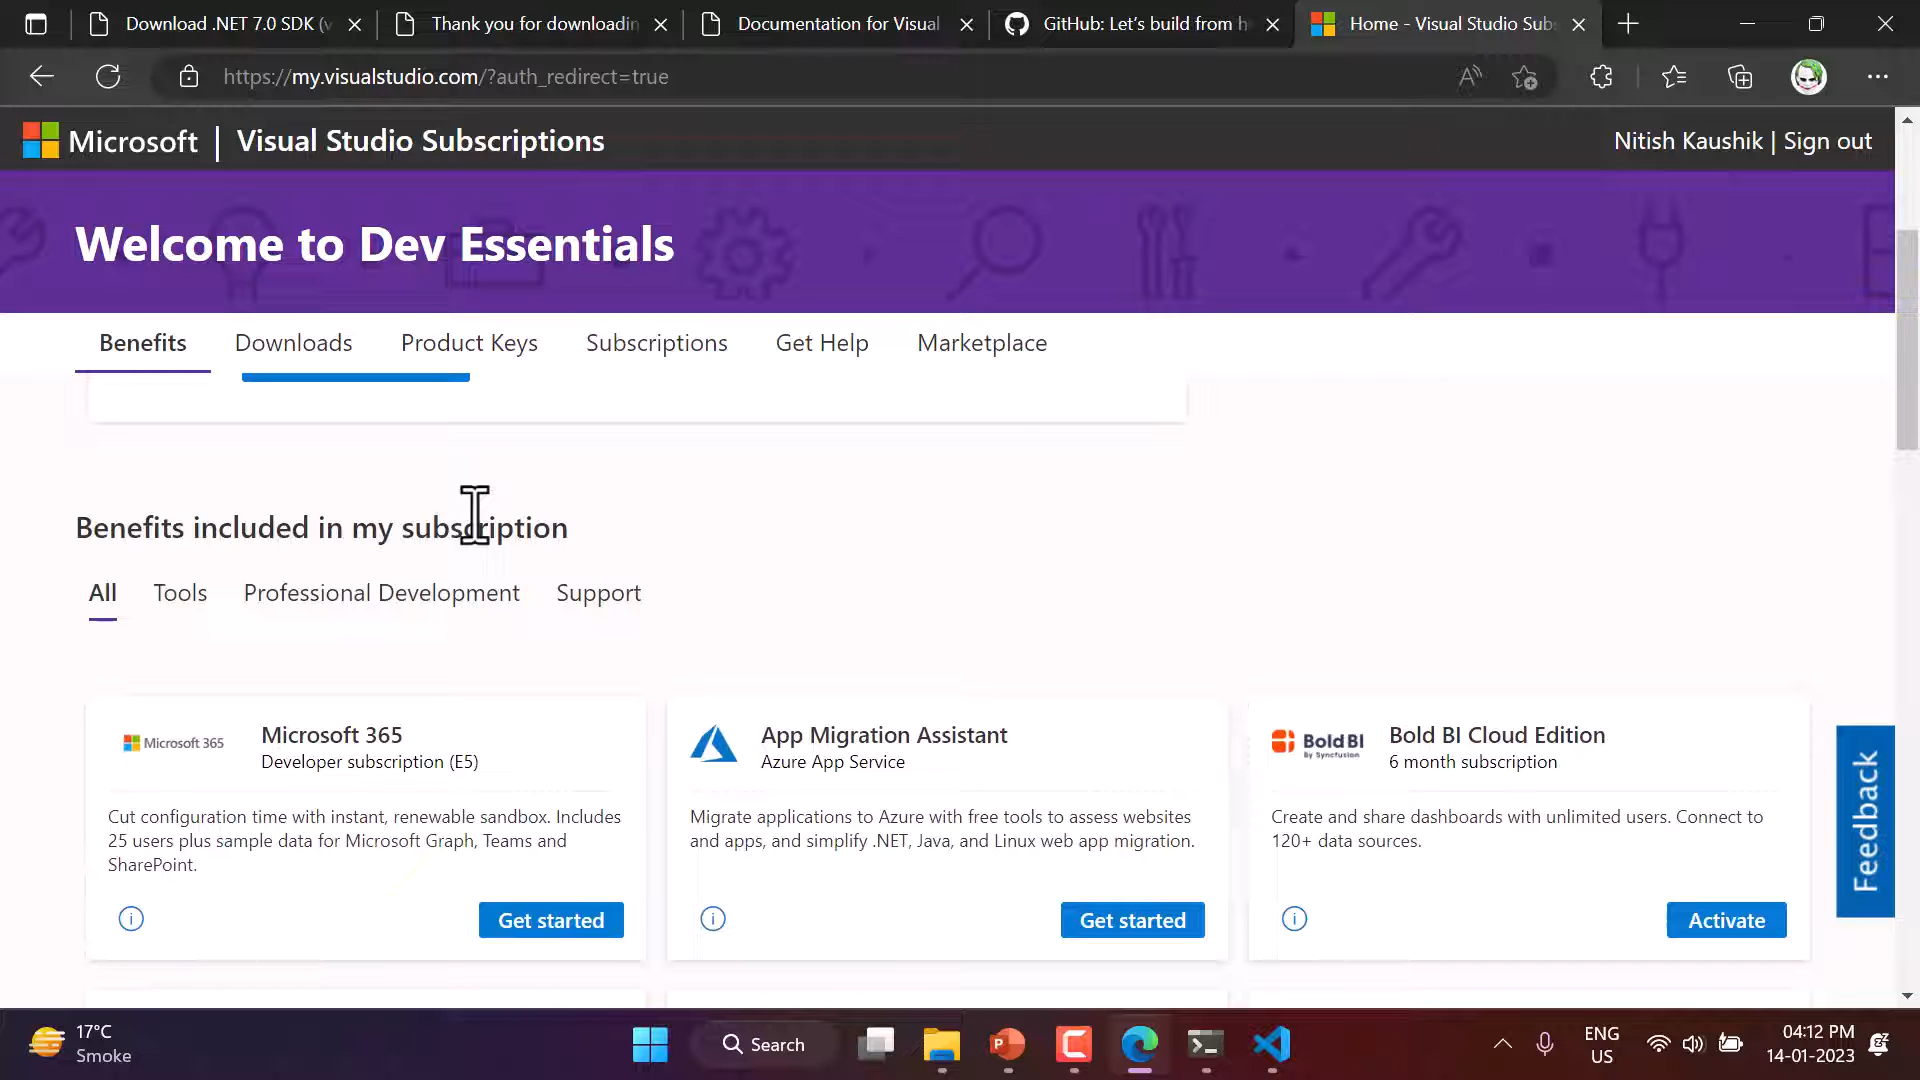 Download .NET 7.0 SDK (v
Thank you for downloadin
Documentation for Visual
GitHub: Let's build from h
Home - Visual Studio Sub
https://my.visualstudio.com/?auth_redirect=true
Microsoft | Visual Studio Subscriptions
Nitish Kaushik | Sign out
Welcome to Dev Essentials
Benefits
Downloads
Product Keys
Subscriptions
Get Help
Marketplace
Benefits included in my subscription
All
Tools
Professional Development
Support
Microsoft 365
Microsoft 365
Developer subscription (E5)
Cut configuration time with instant, renewable sandbox. Includes
25 users plus sample data for Microsoft Graph, Teams and
SharePoint.
Get started
App Migration Assistant
Azure App Service
Migrate applications to Azure with free tools to assess websites
and apps, and simplify .NET, Java, and Linux web app migration.
Get started
Bold BI
By Syncfusion
Bold BI Cloud Edition
6 month subscription
Create and share dashboards with unlimited users. Connect to
120+ data sources.
Activate
Feedback
17°C
Smoke
Search
ENG
US
04:12 PM
14-01-2023